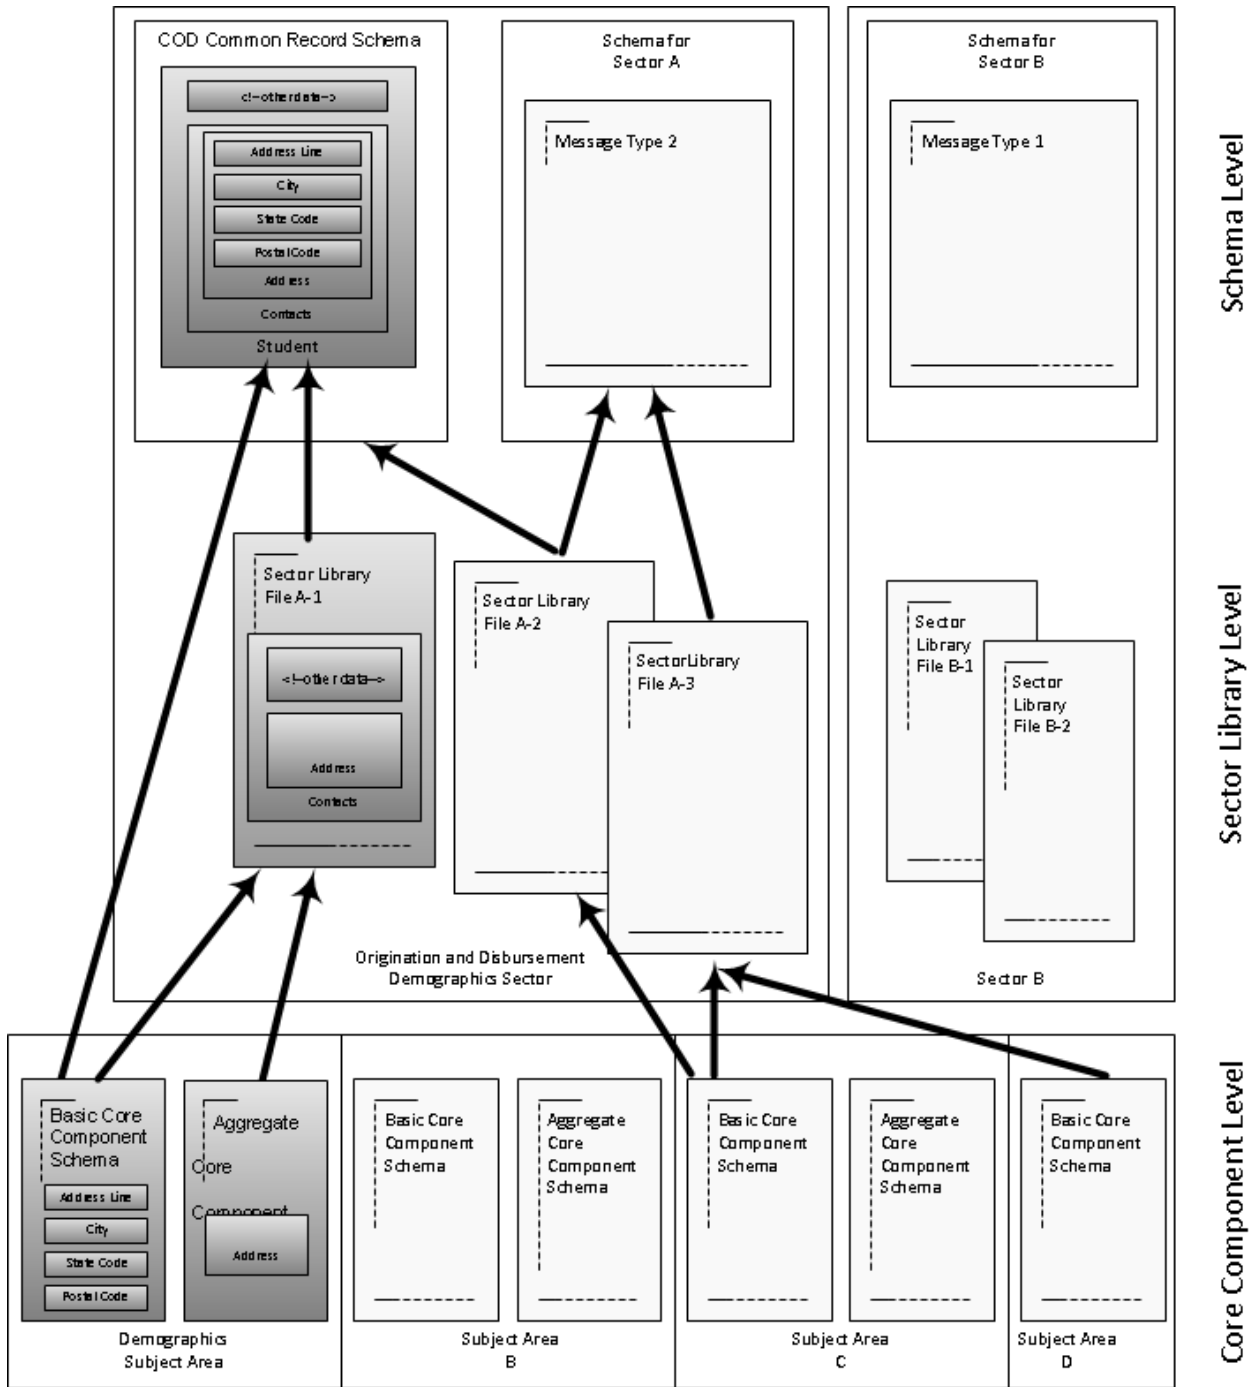 COD Common Record Schema
<!--other data-->
Address Line
City
State Code
Postal Code
Address
Contacts
Student
Schema for
Sector A
Message Type 2
Schema for
Sector B
Message Type 1
Schema Level
Sector Library
File A-1
<!--other data-->
Address
Contacts
Sector Library
File A-2
Sector Library
File A-3
Origination and Disbursement
Demographics Sector
Sector
Library
File B-1
Sector
Library
File B-2
Sector B
Sector Library Level
Basic Core
Component
Schema
Address Line
City
State Code
Postal Code
Aggregate
Core
Component
Address
Demographics
Subject Area
Basic Core
Component
Schema
Aggregate
Core
Component
Schema
Subject Area
B
Basic Core
Component
Schema
Aggregate
Core
Component
Schema
Subject Area
C
Basic Core
Component
Schema
Subject Area
D
Core Component Level